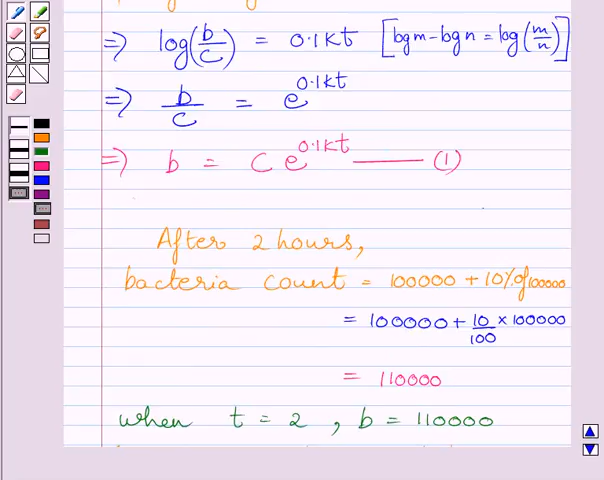 ⇒ log(b/c) = 0.1kt [log m - log n = log(m/n)]
⇒ b/c = e^0.1kt
⇒ b = C e^0.1kt —— (1)
After 2 hours,
bacteria count = 100000 + 10% of 100000
= 100000 + 10/100 × 100000
= 110000
when t = 2 , b = 110000